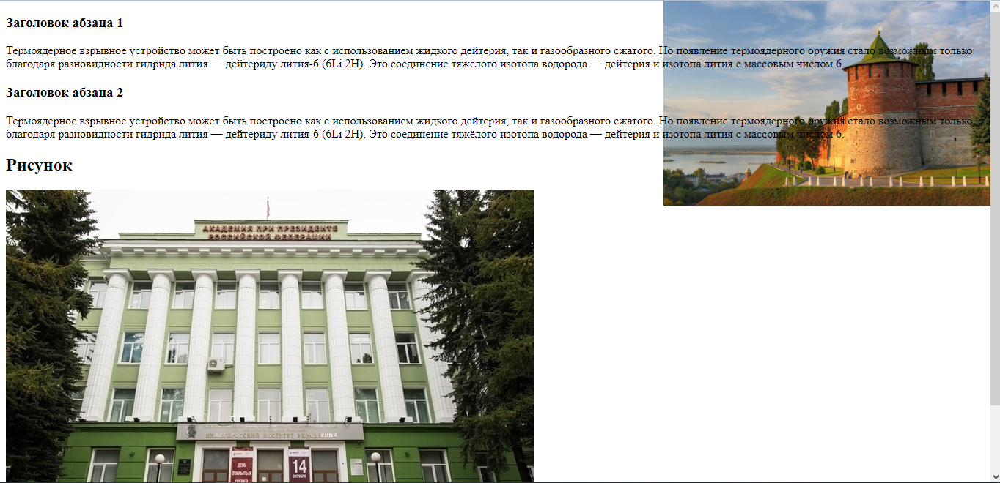 Заголовок абзаца 1
Термоядерное взрывное устройство может быть построено как с использованием жидкого дейтерия, так и газообразного сжатого. Но появление термоядерного оружия стало возможным только
благодаря разновидности гидрида лития — дейтериду лития-6 (6Li 2H). Это соединение тяжёлого изотопа водорода — дейтерия и изотопа лития с массовым числом 6.
Заголовок абзаца 2
Термоядерное взрывное устройство может быть построено как с использованием жидкого дейтерия, так и газообразного сжатого. Но появление термоядерного оружия стало возможным только
благодаря разновидности гидрида лития — дейтериду лития-6 (6Li 2H). Это соединение тяжёлого изотопа водорода — дейтерия и изотопа лития с массовым числом 6.
Рисунок
АКАДЕМИЯ ПРИ ПРЕЗИДЕНТЕ
РОССИЙСКОЙ ФЕДЕРАЦИИ
НИЖЕГОРОДСКИЙ ИНСТИТУТ УПРАВЛЕНИЯ
ДЕНЬ
ОТКРЫТЫХ
ДВЕРЕЙ
14
ОКТЯБРЯ